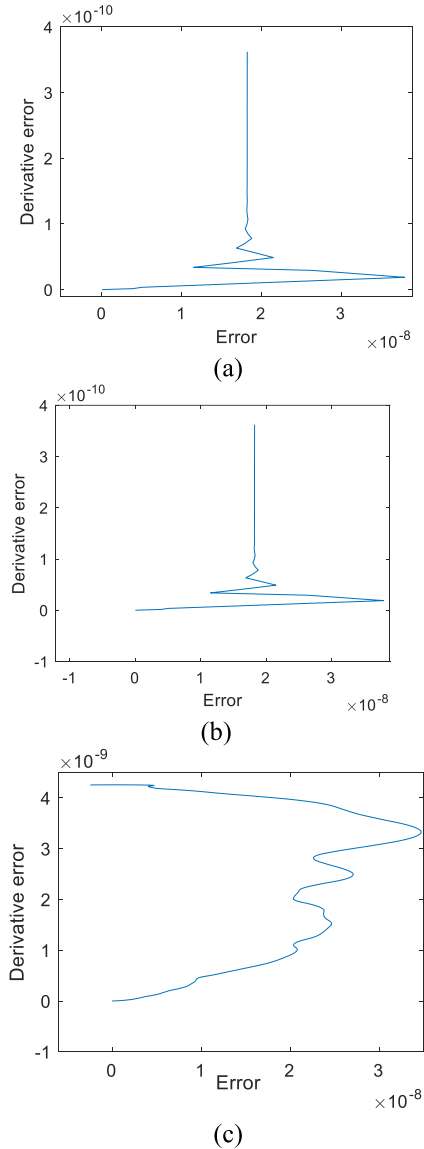 ×10⁻¹⁰
4
3
2
1
0
Derivative error
0 1 2 3
Error
×10⁻⁸
(a)
×10⁻¹⁰
4
3
2
1
0
-1
Derivative error
-1 0 1 2 3
Error
×10⁻⁸
(b)
×10⁻⁹
4
3
2
1
0
-1
Derivative error
0 1 2 3
Error
×10⁻⁸
(c)